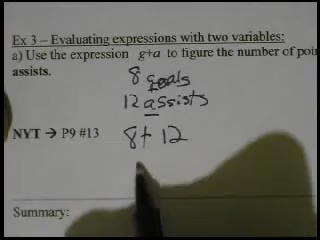 Ex 3 – Evaluating expressions with two variables:
a) Use the expression g+a to figure the number of poi
assists.
8 goals
12 assists
NYT → P9 #13 8+ 12
Summary: